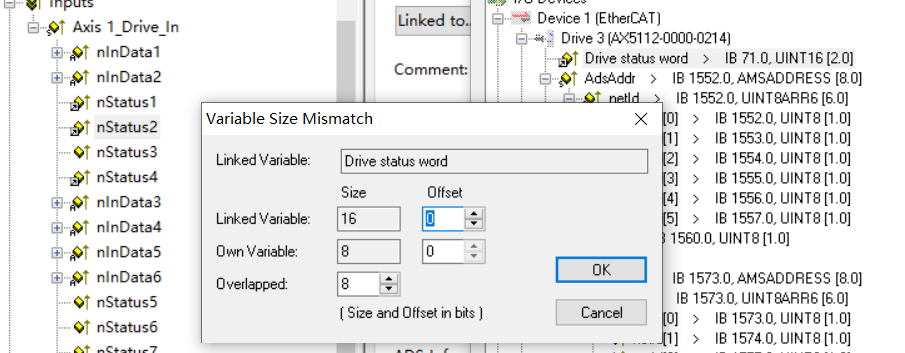 Inputs
Axis 1_Drive_In
nInData1
nInData2
nStatus1
nStatus2
nStatus3
nStatus4
nInData3
nInData4
nInData5
nInData6
nStatus5
nStatus6
nStatus7
Linked to..
Comment:
I/O Devices
Device 1 (EtherCAT)
Drive 3 (AX5112-0000-0214)
Drive status word > IB 71.0, UINT16 [2.0]
AdsAddr > IB 1552.0, AMSADDRESS [8.0]
netId > IB 1552.0, UINT8ARR6 [6.0]
[0] > IB 1552.0, UINT8 [1.0]
[1] > IB 1553.0, UINT8 [1.0]
[2] > IB 1554.0, UINT8 [1.0]
[3] > IB 1555.0, UINT8 [1.0]
[4] > IB 1556.0, UINT8 [1.0]
[5] > IB 1557.0, UINT8 [1.0]
1560.0, UINT8 [1.0]
IB 1573.0, AMSADDRESS [8.0]
IB 1573.0, UINT8ARR6 [6.0]
[0] > IB 1573.0, UINT8 [1.0]
[1] > IB 1574.0, UINT8 [1.0]
Variable Size Mismatch
Linked Variable: Drive status word
Size Offset
Linked Variable: 16 0
Own Variable: 8 0
Overlapped: 8
( Size and Offset in bits )
OK
Cancel